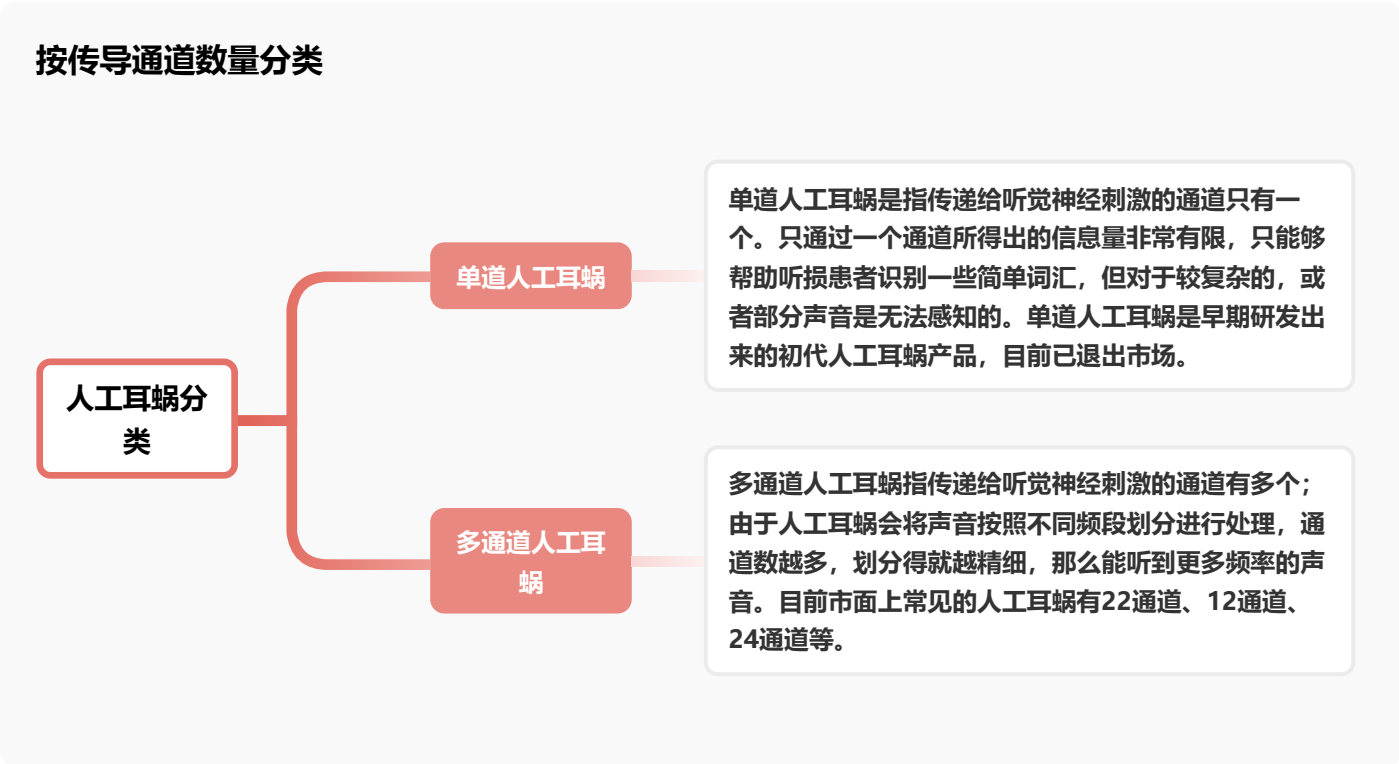 按传导通道数量分类
人工耳蜗分
类
单道人工耳蜗
单道人工耳蜗是指传递给听觉神经刺激的通道只有一
个。只通过一个通道所得出的信息量非常有限，只能够
帮助听损患者识别一些简单词汇，但对于较复杂的，或
者部分声音是无法感知的。单道人工耳蜗是早期研发出
来的初代人工耳蜗产品，目前已退出市场。
多通道人工耳
蜗
多通道人工耳蜗指传递给听觉神经刺激的通道有多个；
由于人工耳蜗会将声音按照不同频段划分进行处理，通
道数越多，划分得就越精细，那么能听到更多频率的声
音。目前市面上常见的人工耳蜗有22通道、12通道、
24通道等。